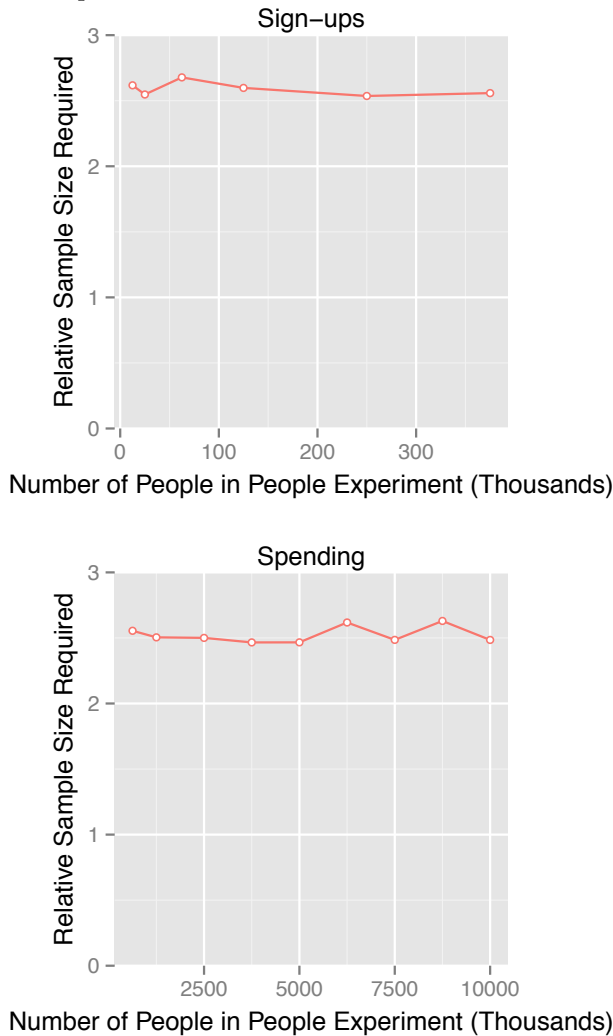 Sign−ups
Relative Sample Size Required
3
2
1
0
0 100 200 300
Number of People in People Experiment (Thousands)
Spending
Relative Sample Size Required
3
2
1
0
2500 5000 7500 10000
Number of People in People Experiment (Thousands)